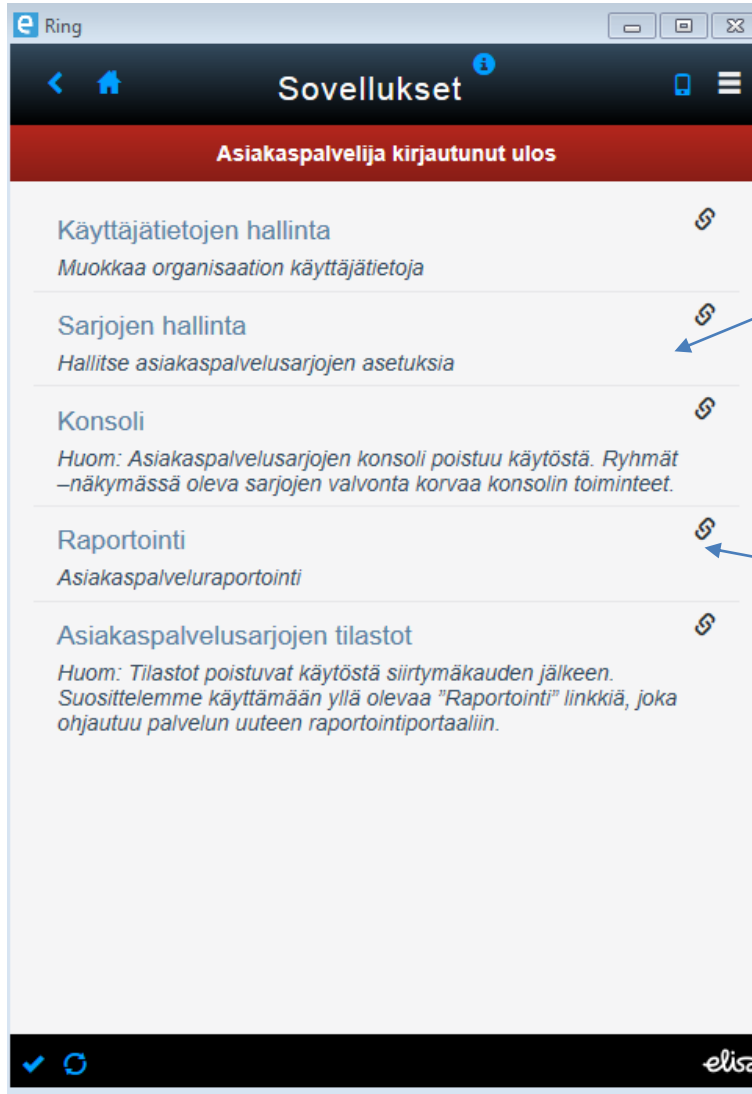 Ring
Sovellukset
Asiakaspalvelija kirjautunut ulos
Käyttäjätietojen hallinta
Muokkaa organisaation käyttäjätietoja
Sarjojen hallinta
Hallitse asiakaspalvelusarjojen asetuksia
Konsoli
Huom: Asiakaspalvelusarjojen konsoli poistuu käytöstä. Ryhmät
–näkymässä oleva sarjojen valvonta korvaa konsolin toiminteet.
Raportointi
Asiakaspalveluraportointi
Asiakaspalvelusarjojen tilastot
Huom: Tilastot poistuvat käytöstä siirtymäkauden jälkeen.
Suosittelemme käyttämään yllä olevaa ”Raportointi” linkkiä, joka
ohjautuu palvelun uuteen raportointiportaaliin.
elisa